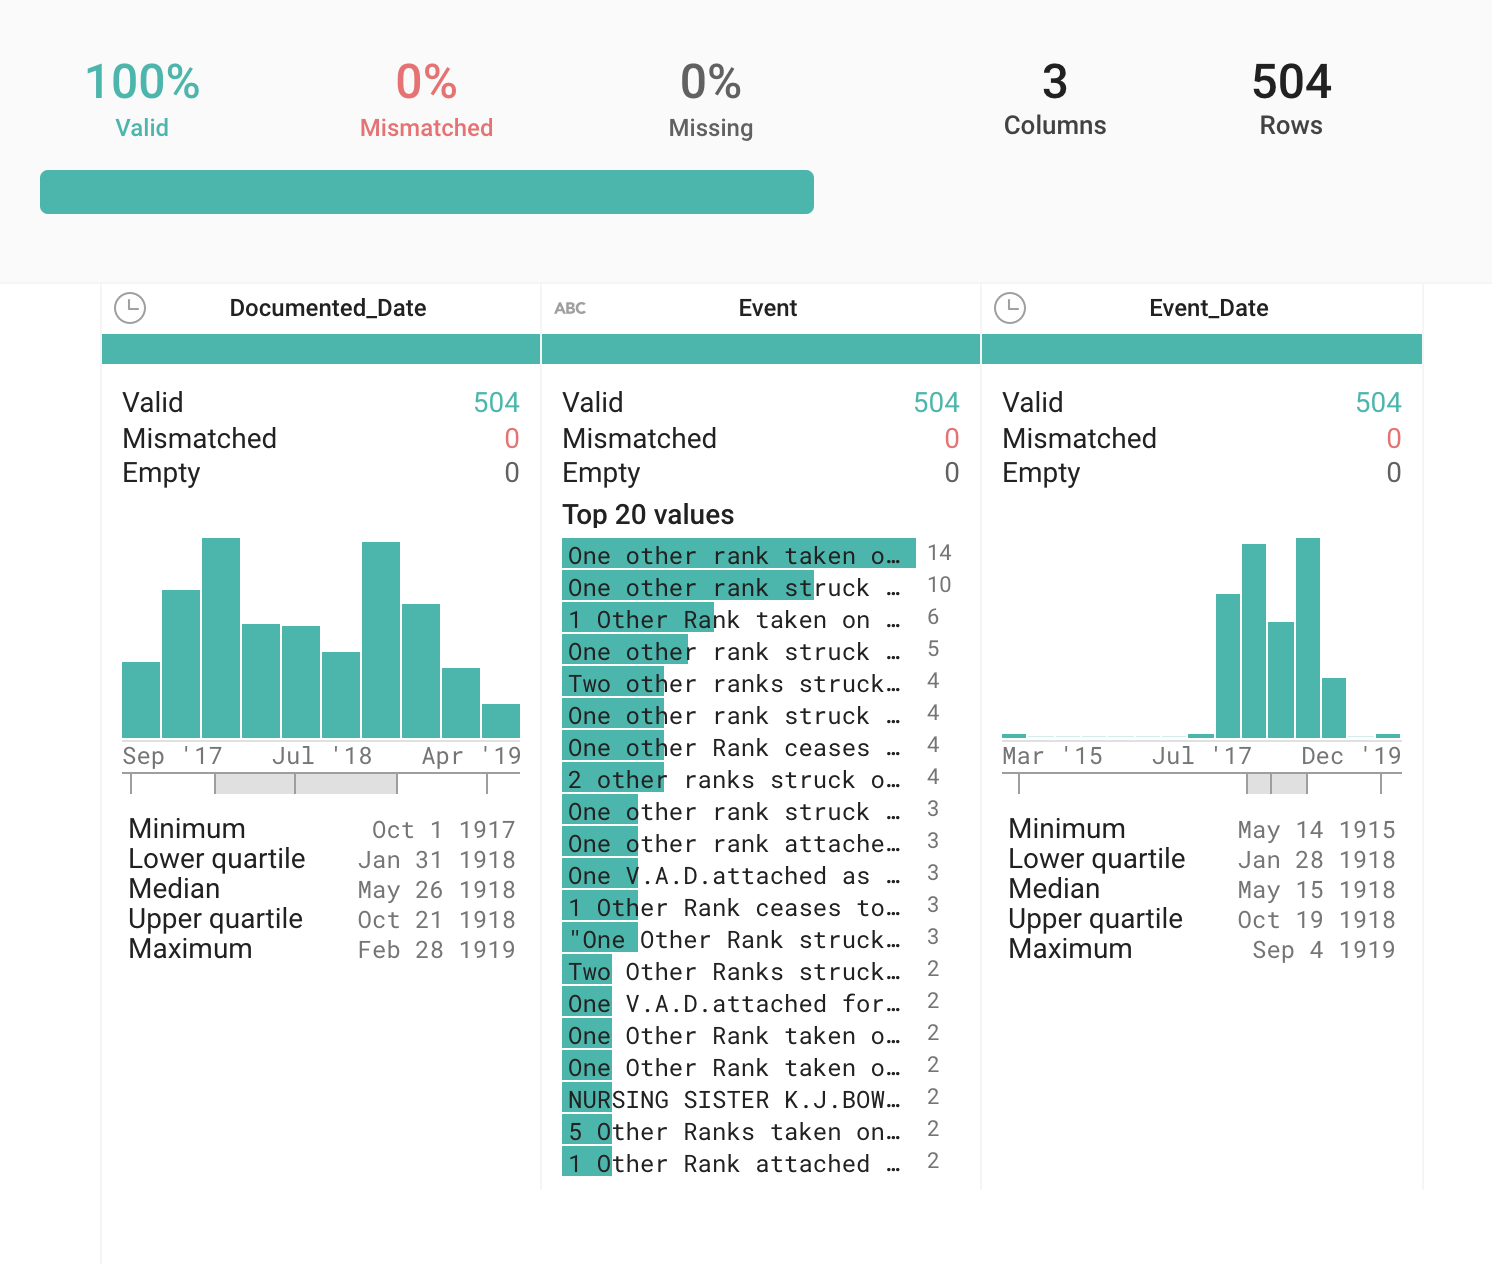 100% 0% 0% 3 504
Valid Mismatched Missing Columns Rows
Documented_Date
Valid 504
Mismatched 0
Empty 0
Sep '17 Jul '18 Apr '19
Minimum Oct 1 1917
Lower quartile Jan 31 1918
Median May 26 1918
Upper quartile Oct 21 1918
Maximum Feb 28 1919
ABC Event
Valid 504
Mismatched 0
Empty 0
Top 20 values
One other rank taken o… 14
One other rank struck … 10
1 Other Rank taken on … 6
One other rank struck … 5
Two other ranks struck… 4
One other rank struck … 4
One other Rank ceases … 4
2 other ranks struck o… 4
One other rank struck … 3
One other rank attache… 3
One V.A.D.attached as … 3
1 Other Rank ceases to… 3
"One Other Rank struck… 3
Two Other Ranks struck… 2
One V.A.D.attached for… 2
One Other Rank taken o… 2
One Other Rank taken o… 2
NURSING SISTER K.J.BOW… 2
5 Other Ranks taken on… 2
1 Other Rank attached … 2
Event_Date
Valid 504
Mismatched 0
Empty 0
Mar '15 Jul '17 Dec '19
Minimum May 14 1915
Lower quartile Jan 28 1918
Median May 15 1918
Upper quartile Oct 19 1918
Maximum Sep 4 1919